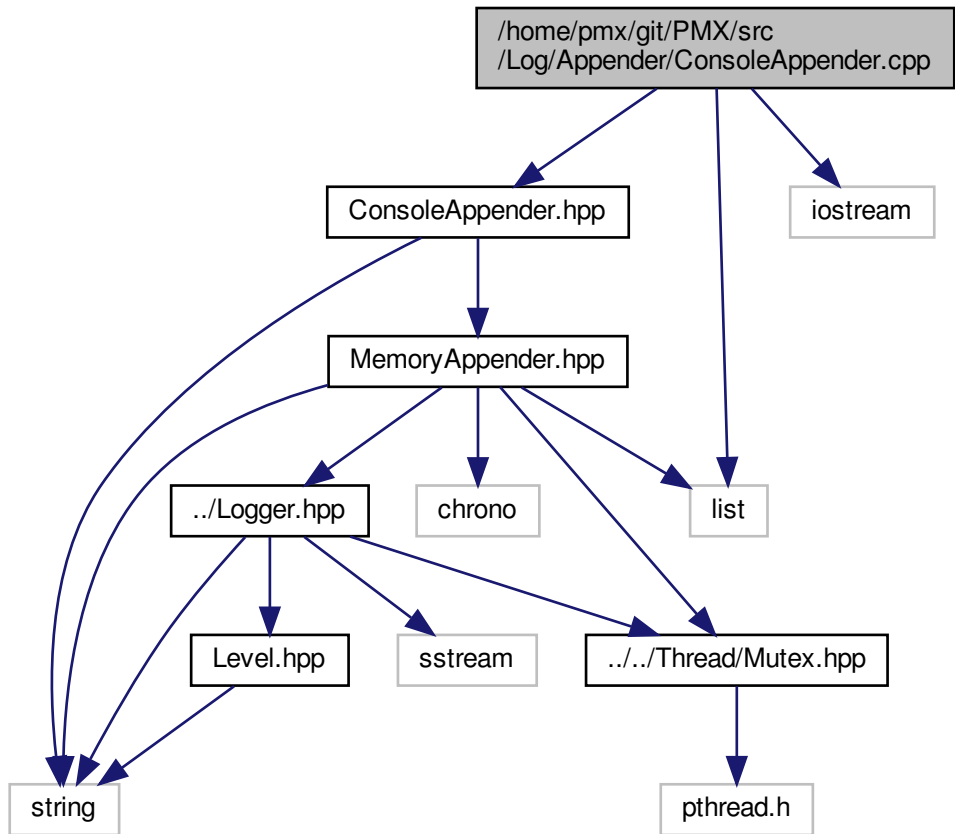 /home/pmx/git/PMX/src
/Log/Appender/ConsoleAppender.cpp
ConsoleAppender.hpp
iostream
MemoryAppender.hpp
../Logger.hpp
chrono
list
Level.hpp
sstream
../../Thread/Mutex.hpp
string
pthread.h